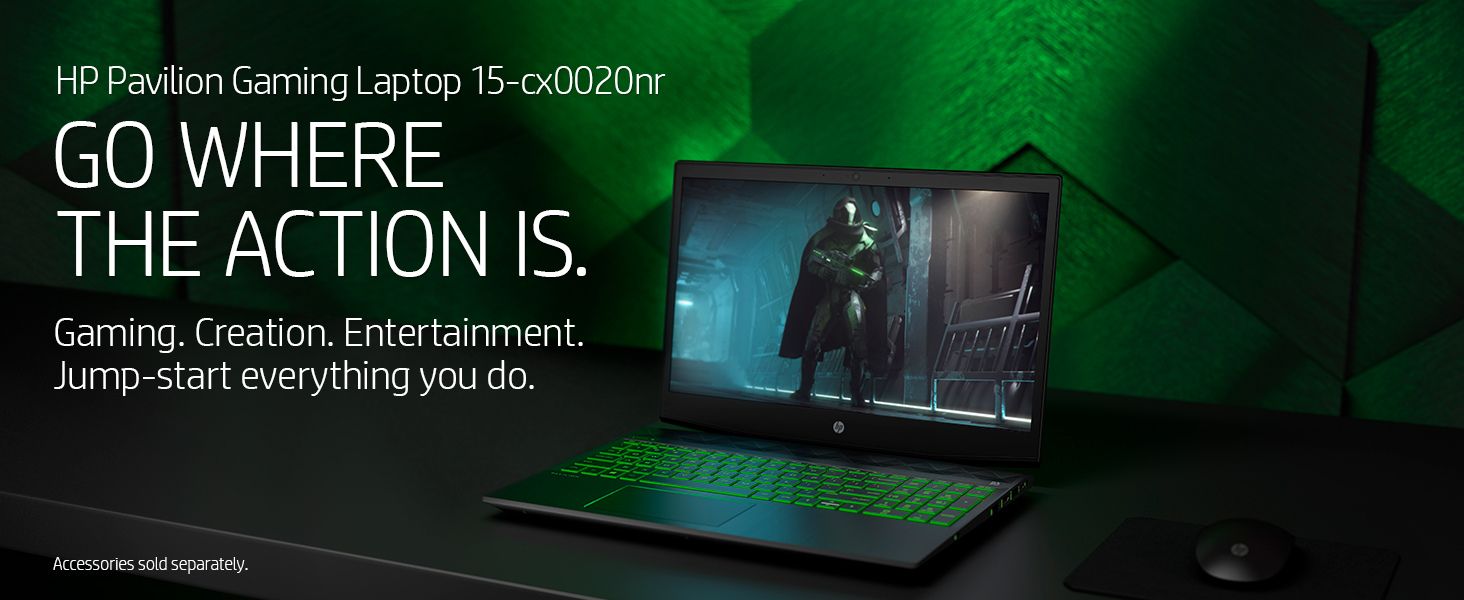 HP Pavilion Gaming Laptop 15-cx0020nr
GO WHERE
THE ACTION IS.
Gaming. Creation. Entertainment.
Jump-start everything you do.
hp
Accessories sold separately.